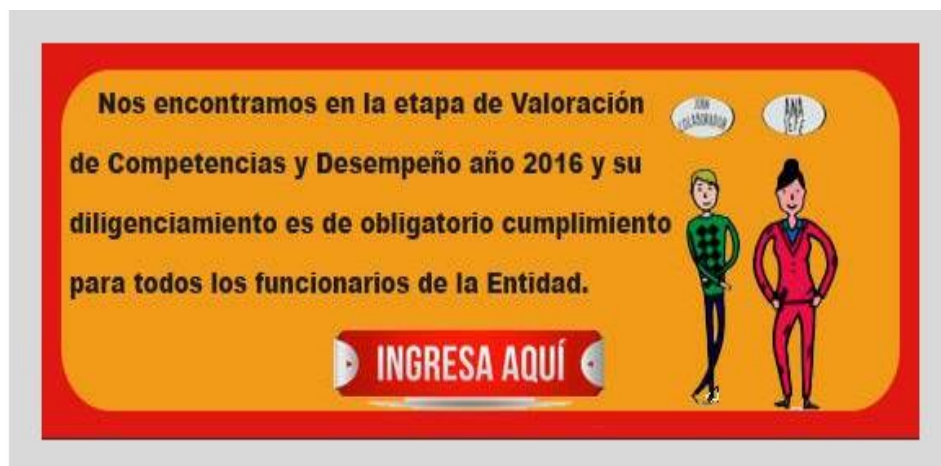 Nos encontramos en la etapa de Valoración
de Competencias y Desempeño año 2016 y su
diligenciamiento es de obligatorio cumplimiento
para todos los funcionarios de la Entidad.
COLABORADOR
ANA
JEFE
INGRESA AQUÍ